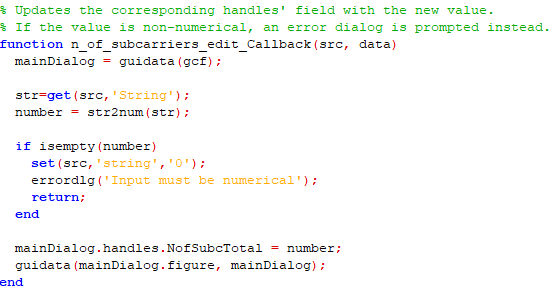 % Updates the corresponding handles' field with the new value.
% If the value is non-numerical, an error dialog is prompted instead.
function n_of_subcarriers_edit_Callback(src, data)
  mainDialog = guidata(gcf);

  str=get(src,'String');
  number = str2num(str);

  if isempty(number)
    set(src,'string','0');
    errordlg('Input must be numerical');
    return;
  end

  mainDialog.handles.NofSubcTotal = number;
  guidata(mainDialog.figure, mainDialog);
end